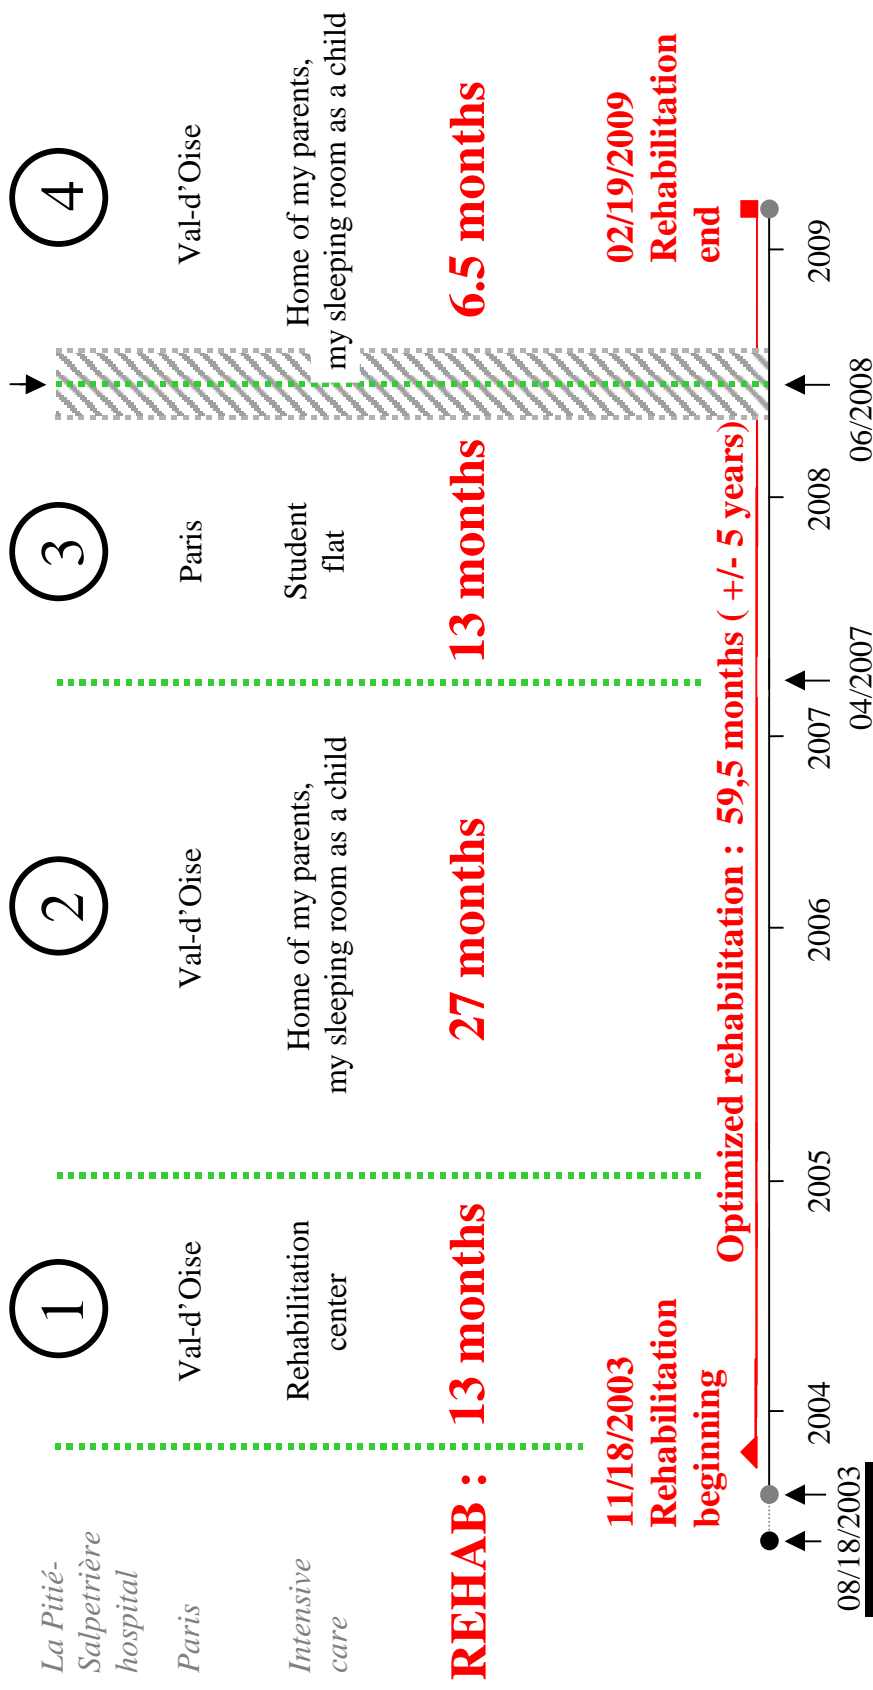 La Pitié-
Salpetrière
hospital
Paris
Intensive
care
1
Val-d'Oise
Rehabilitation
center
2
Val-d'Oise
Home of my parents,
my sleeping room as a child
3
Paris
Student
flat
4
Val-d'Oise
Home of my parents,
my sleeping room as a child
REHAB : 13 months
27 months
13 months
6.5 months
11/18/2003
Rehabilitation
beginning
02/19/2009
Rehabilitation
end
Optimized rehabilitation : 59,5 months ( +/- 5 years)
2004
2005
2006
2007
2008
2009
08/18/2003
04/2007
06/2008